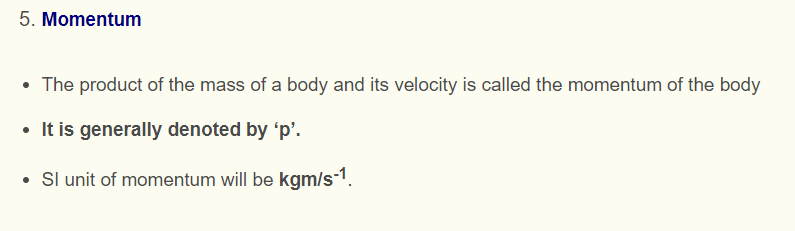 5. Momentum
• The product of the mass of a body and its velocity is called the momentum of the body
• It is generally denoted by ‘p’.
• SI unit of momentum will be kgm/s⁻¹.